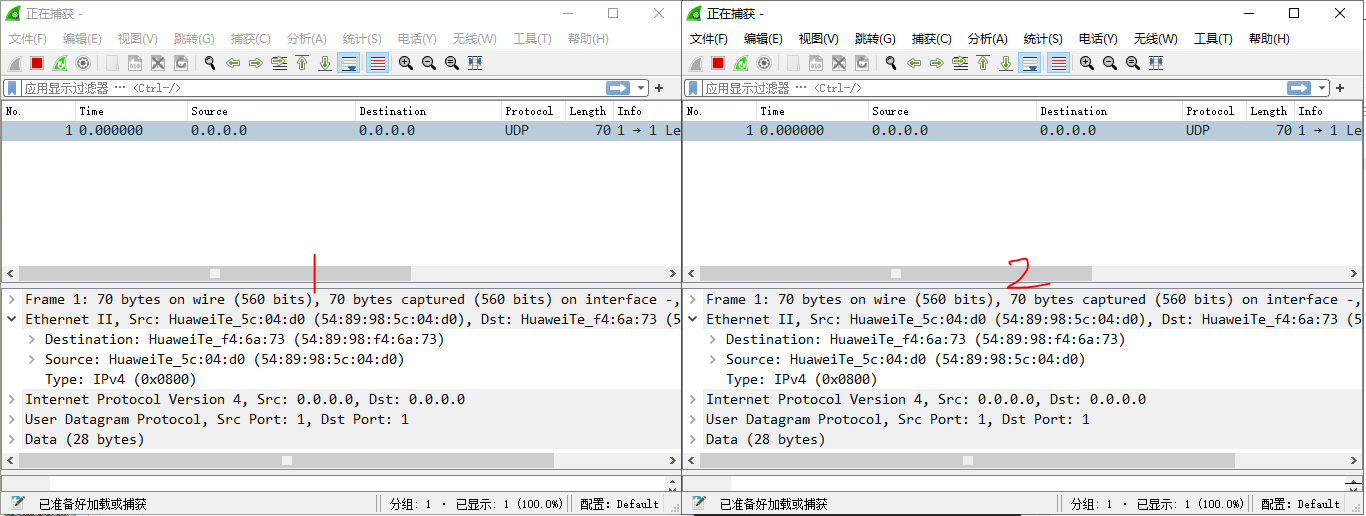 正在捕获 -
文件(F) 编辑(E) 视图(V) 跳转(G) 捕获(C) 分析(A) 统计(S) 电话(Y) 无线(W) 工具(T) 帮助(H)
应用显示过滤器 … <Ctrl-/>
No. Time Source Destination Protocol Length Info
1 0.000000 0.0.0.0 0.0.0.0 UDP 70 1 → 1 Le
1
Frame 1: 70 bytes on wire (560 bits), 70 bytes captured (560 bits) on interface -,
Ethernet II, Src: HuaweiTe_5c:04:d0 (54:89:98:5c:04:d0), Dst: HuaweiTe_f4:6a:73 (5
Destination: HuaweiTe_f4:6a:73 (54:89:98:f4:6a:73)
Source: HuaweiTe_5c:04:d0 (54:89:98:5c:04:d0)
Type: IPv4 (0x0800)
Internet Protocol Version 4, Src: 0.0.0.0, Dst: 0.0.0.0
User Datagram Protocol, Src Port: 1, Dst Port: 1
Data (28 bytes)
已准备好加载或捕获 分组: 1 · 已显示: 1 (100.0%) 配置: Default
正在捕获 -
文件(F) 编辑(E) 视图(V) 跳转(G) 捕获(C) 分析(A) 统计(S) 电话(Y) 无线(W) 工具(T) 帮助(H)
应用显示过滤器 … <Ctrl-/>
No. Time Source Destination Protocol Length Info
1 0.000000 0.0.0.0 0.0.0.0 UDP 70 1 → 1 Le
2
Frame 1: 70 bytes on wire (560 bits), 70 bytes captured (560 bits) on interface -,
Ethernet II, Src: HuaweiTe_5c:04:d0 (54:89:98:5c:04:d0), Dst: HuaweiTe_f4:6a:73 (5
Destination: HuaweiTe_f4:6a:73 (54:89:98:f4:6a:73)
Source: HuaweiTe_5c:04:d0 (54:89:98:5c:04:d0)
Type: IPv4 (0x0800)
Internet Protocol Version 4, Src: 0.0.0.0, Dst: 0.0.0.0
User Datagram Protocol, Src Port: 1, Dst Port: 1
Data (28 bytes)
已准备好加载或捕获 分组: 1 · 已显示: 1 (100.0%) 配置: Default